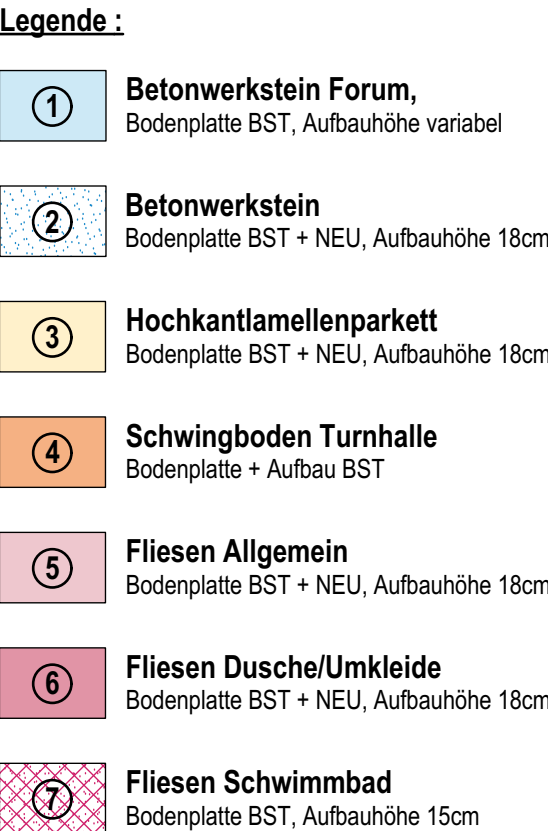 Legende :
1
Betonwerkstein Forum,
Bodenplatte BST, Aufbauhöhe variabel
2
Betonwerkstein
Bodenplatte BST + NEU, Aufbauhöhe 18cm
3
Hochkantlamellenparkett
Bodenplatte BST + NEU, Aufbauhöhe 18cm
4
Schwingboden Turnhalle
Bodenplatte + Aufbau BST
5
Fliesen Allgemein
Bodenplatte BST + NEU, Aufbauhöhe 18cm
6
Fliesen Dusche/Umkleide
Bodenplatte BST + NEU, Aufbauhöhe 18cm
7
Fliesen Schwimmbad
Bodenplatte BST, Aufbauhöhe 15cm